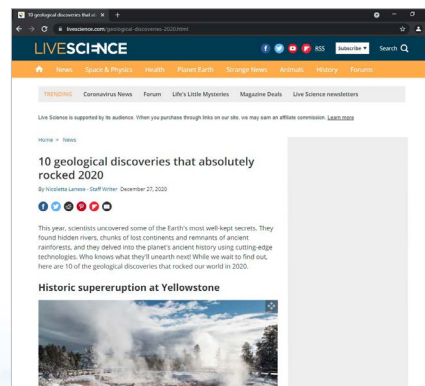 10 geological discoveries that ab
livescience.com/geological-discoveries-2020.html
LIVESCIENCE
RSS
Subscribe ▼
Search
News Space & Physics Health Planet Earth Strange News Animals History Forums
TRENDING Coronavirus News Forum Life's Little Mysteries Magazine Deals Live Science newsletters
Live Science is supported by its audience. When you purchase through links on our site, we may earn an affiliate commission. Learn more
Home > News
10 geological discoveries that absolutely
rocked 2020
By Nicoletta Lanese - Staff Writer December 27, 2020
This year, scientists uncovered some of the Earth's most well-kept secrets. They
found hidden rivers, chunks of lost continents and remnants of ancient
rainforests, and they delved into the planet's ancient history using cutting-edge
technologies. Who knows what they'll unearth next! While we wait to find out,
here are 10 of the geological discoveries that rocked our world in 2020.
Historic supereruption at Yellowstone